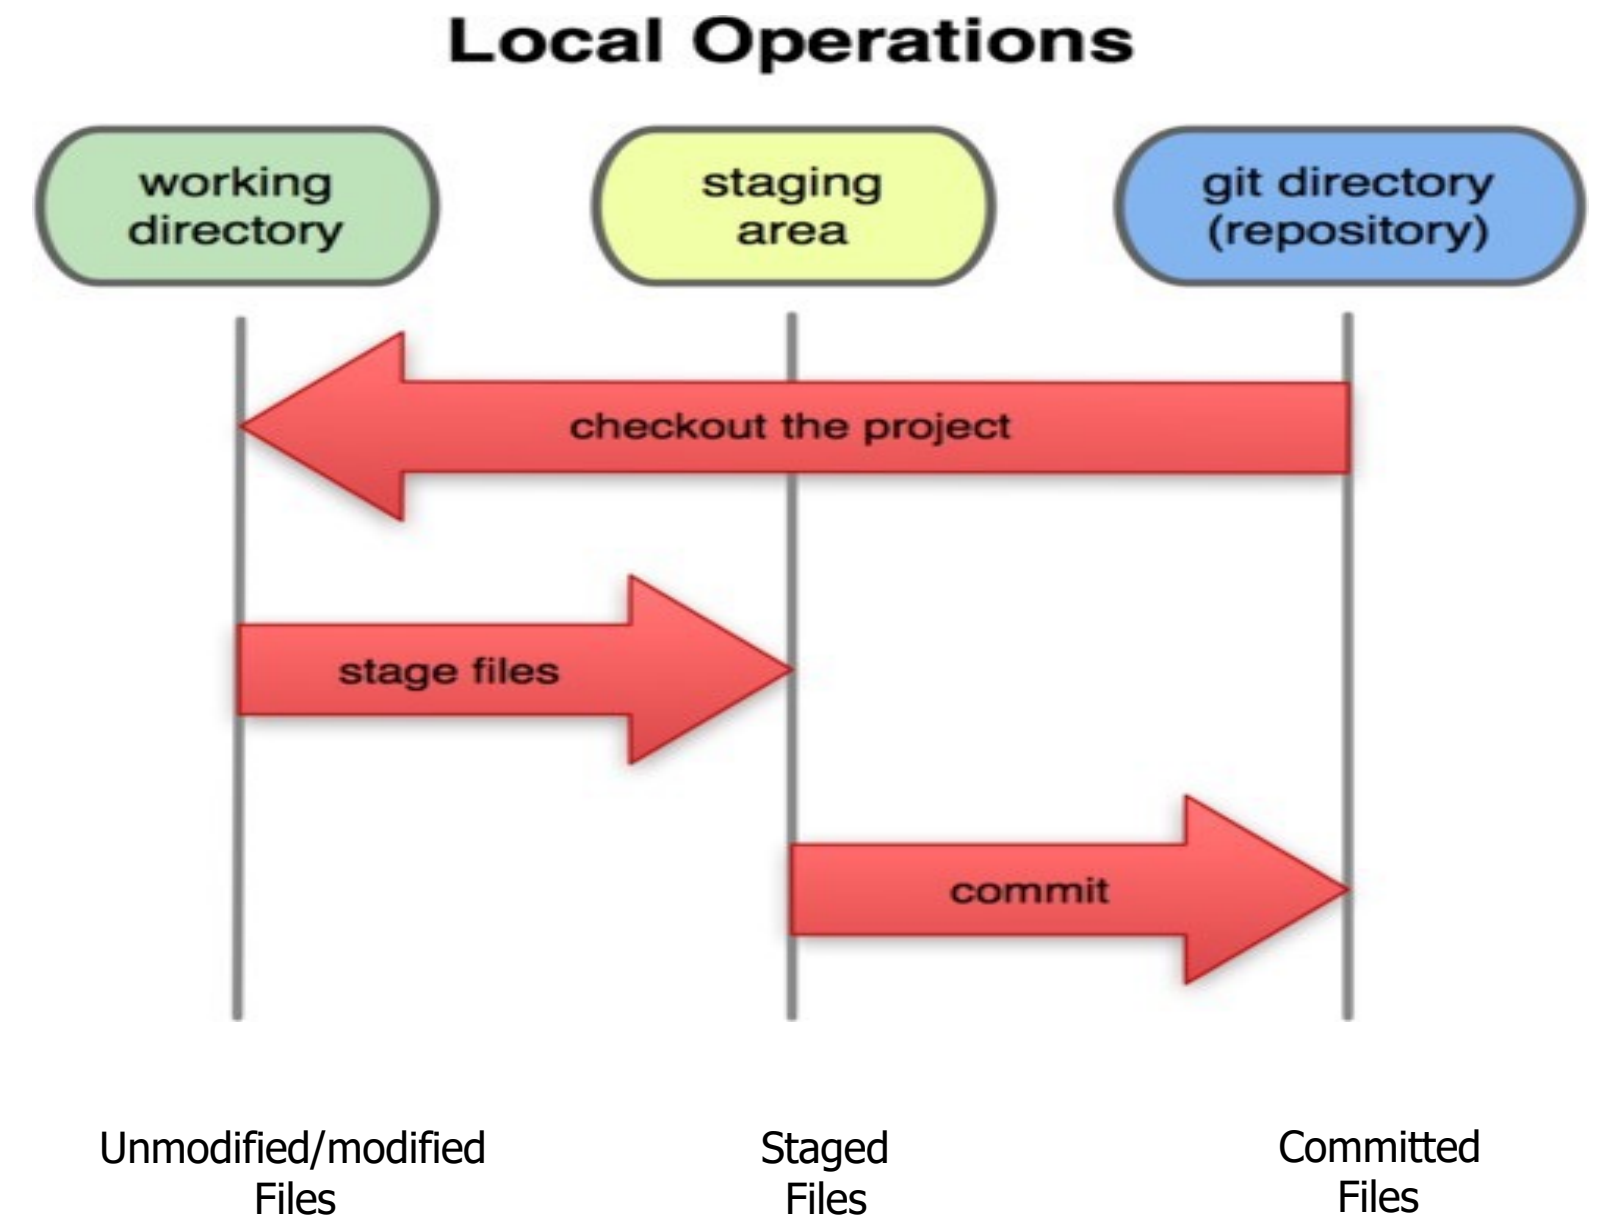 Local Operations
working
directory
staging
area
git directory
(repository)
checkout the project
stage files
commit
Unmodified/modified
Files
Staged
Files
Committed
Files